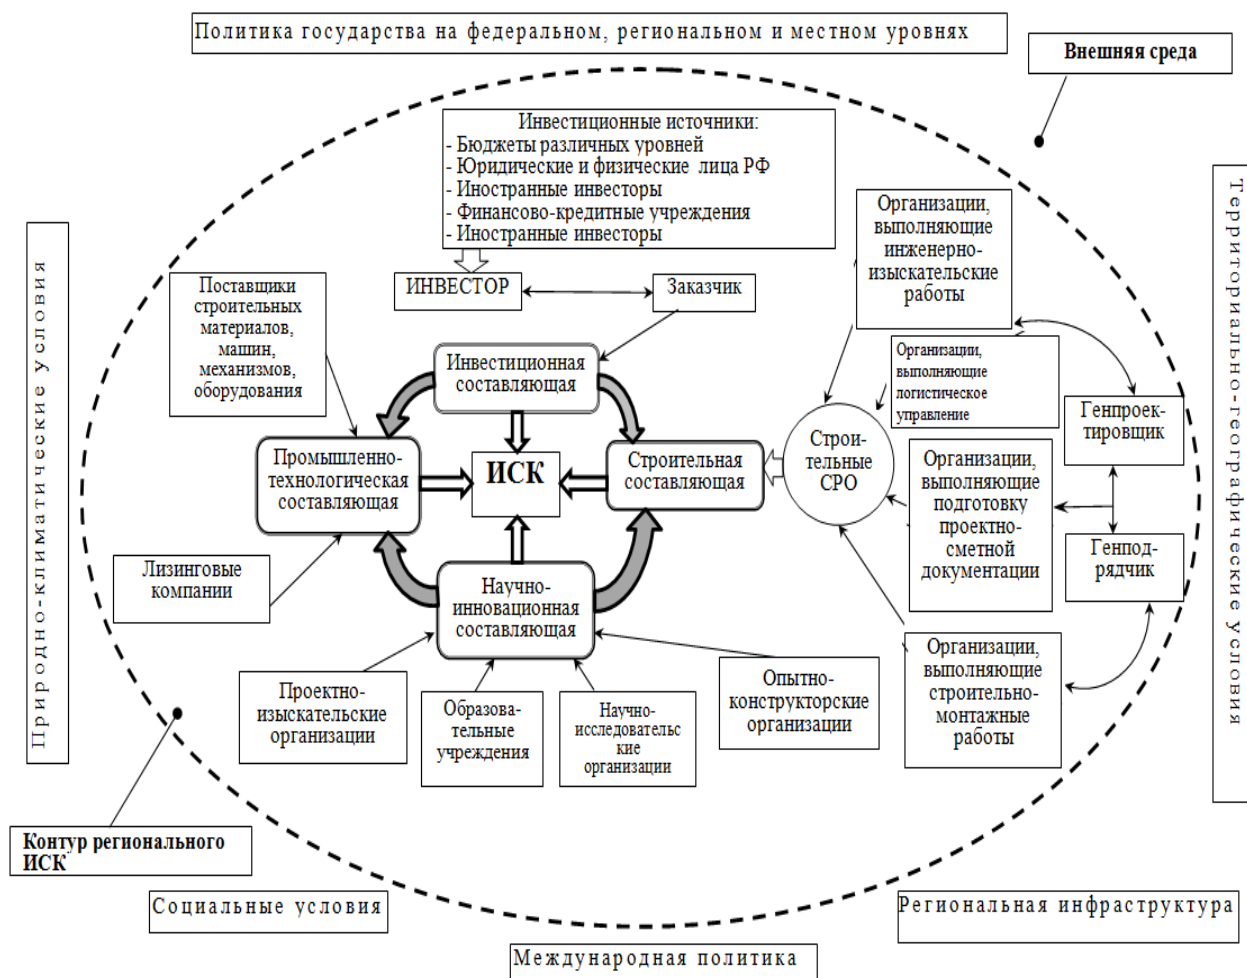 Политика государства на федеральном, региональном и местном уровнях
Внешняя среда
Инвестиционные источники:
- Бюджеты различных уровней
- Юридические и физические лица РФ
- Иностранные инвесторы
- Финансово-кредитные учреждения
- Иностранные инвесторы
ИНВЕСТОР
Заказчик
Организации,
выполняющие
инженерно-
изыскательские
работы
Территориально-географические условия
Природно-климатические условия
Поставщики
строительных
материалов,
машин,
механизмов,
оборудования
Инвестиционная
составляющая
Организации,
выполняющие
логистическое
управление
Генпроек-
тировщик
Промышленно-
технологическая
составляющая
ИСК
Строительная
составляющая
Строи-
тельные
СРО
Организации,
выполняющие
подготовку
проектно-
сметной
документации
Генпод-
рядчик
Лизинговые
компании
Научно-
инновационная
составляющая
Организации,
выполняющие
строительно-
монтажные
работы
Проектно-
изыскательские
организации
Образова-
тельные
учреждения
Научно-
исследовательс
кие
организации
Опытно-
конструкторские
организации
Контур регионального
ИСК
Социальные условия
Региональная инфраструктура
Международная политика